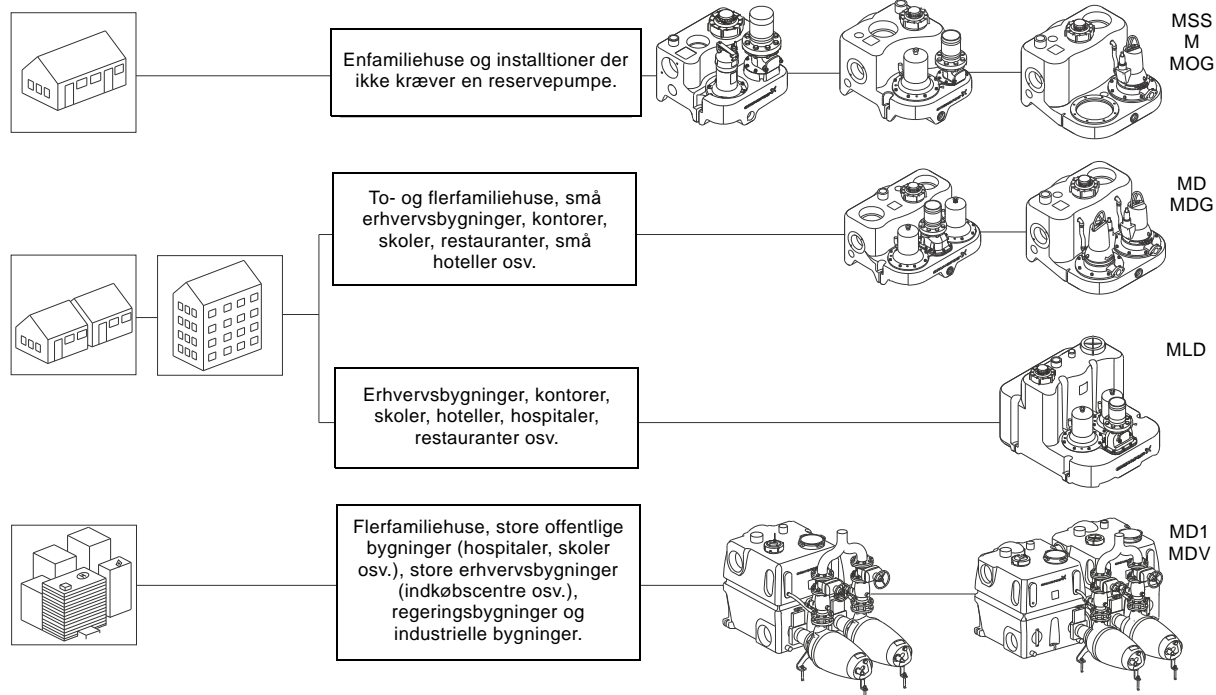 Enfamiliehuse og installtioner der
ikke kræver en reservepumpe.
MSS
M
MOG
To- og flerfamiliehuse, små
erhvervsbygninger, kontorer,
skoler, restauranter, små
hoteller osv.
MD
MDG
Erhvervsbygninger, kontorer,
skoler, hoteller, hospitaler,
restauranter osv.
MLD
Flerfamiliehuse, store offentlige
bygninger (hospitaler, skoler
osv.), store erhvervsbygninger
(indkøbscentre osv.),
regeringsbygninger og
industrielle bygninger.
MD1
MDV